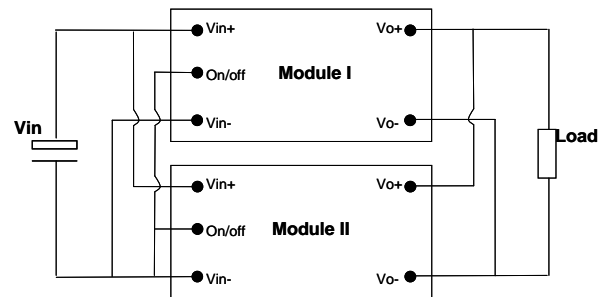 Vin+ Vo+
On/off Module I
Vin- Vo-
Vin Load
Vin+ Vo+
On/off Module II
Vin- Vo-